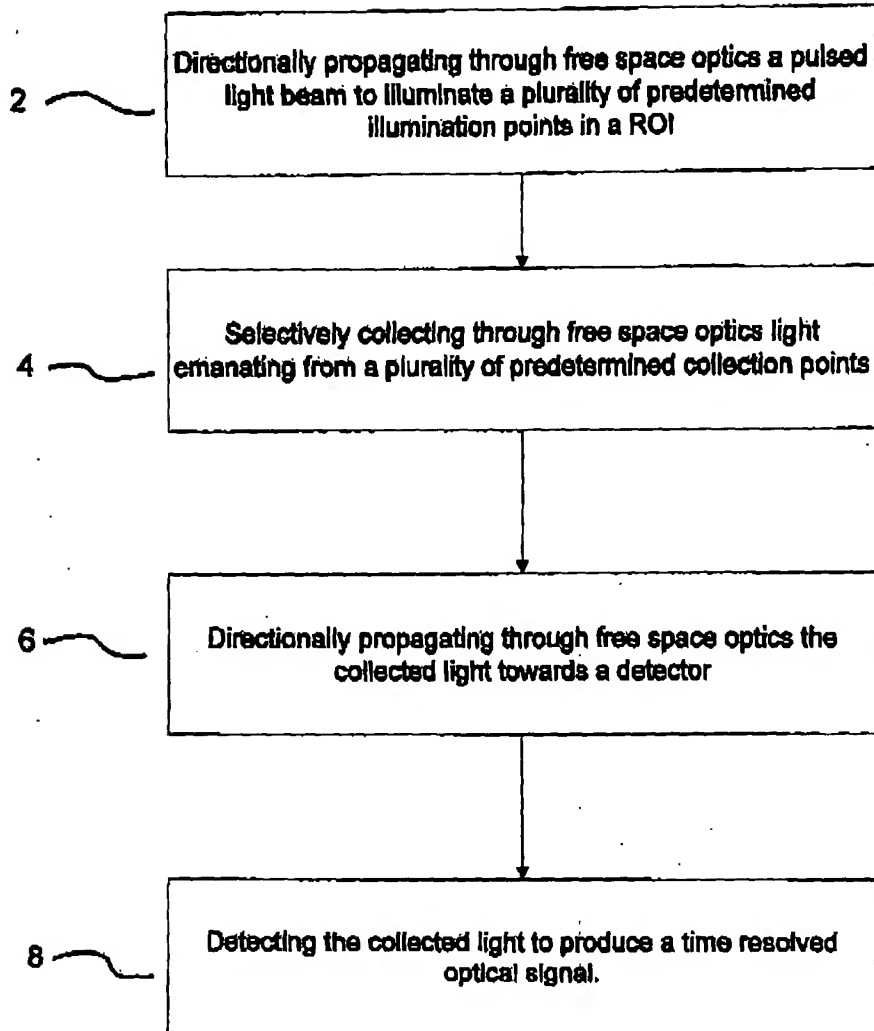 2
Directionally propagating through free space optics a pulsed
light beam to illuminate a plurality of predetermined
illumination points in a ROI
4
Selectively collecting through free space optics light
emanating from a plurality of predetermined collection points
6
Directionally propagating through free space optics the
collected light towards a detector
8
Detecting the collected light to produce a time resolved
optical signal.